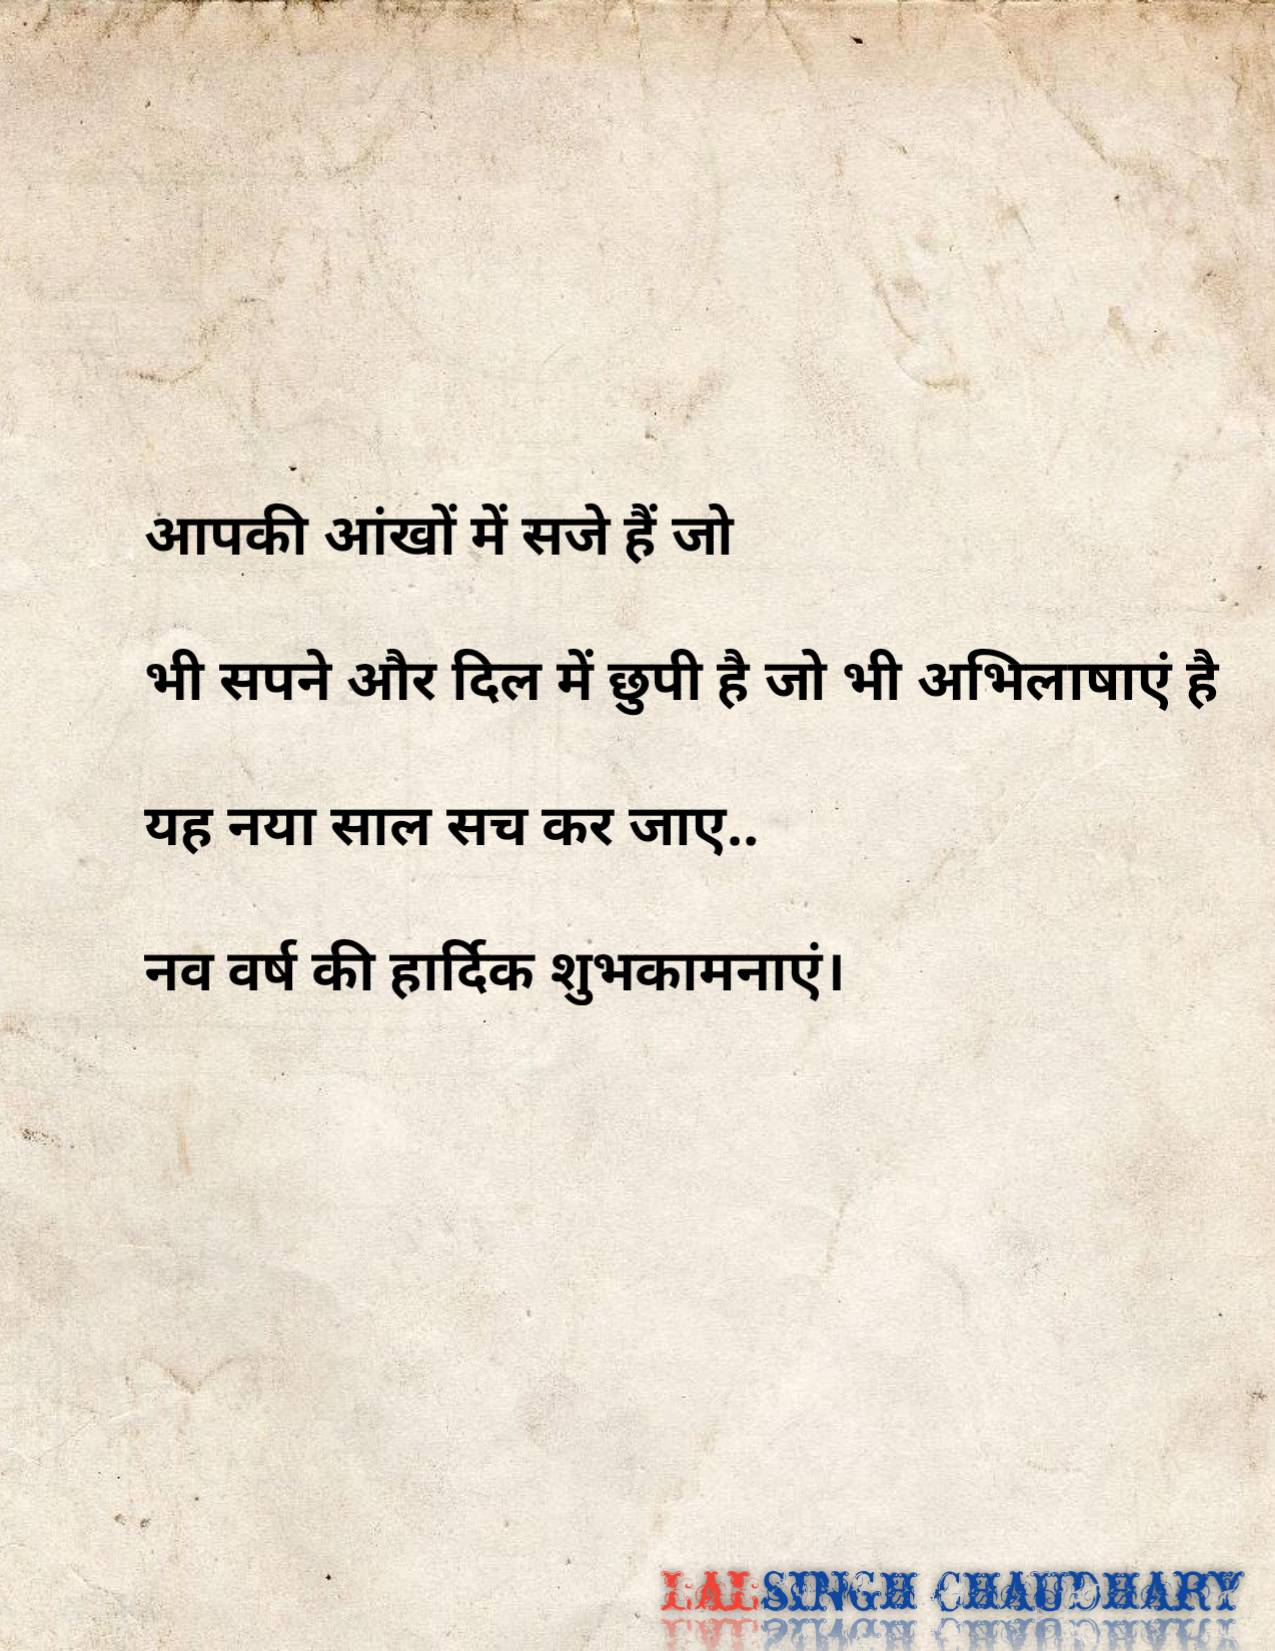 आपकी आंखों में सजे हैं जो
भी सपने और दिल में छुपी है जो भी अभिलाषाएं है
यह नया साल सच कर जाए..
नव वर्ष की हार्दिक शुभकामनाएं।
LALSINGH CHAUDHARY